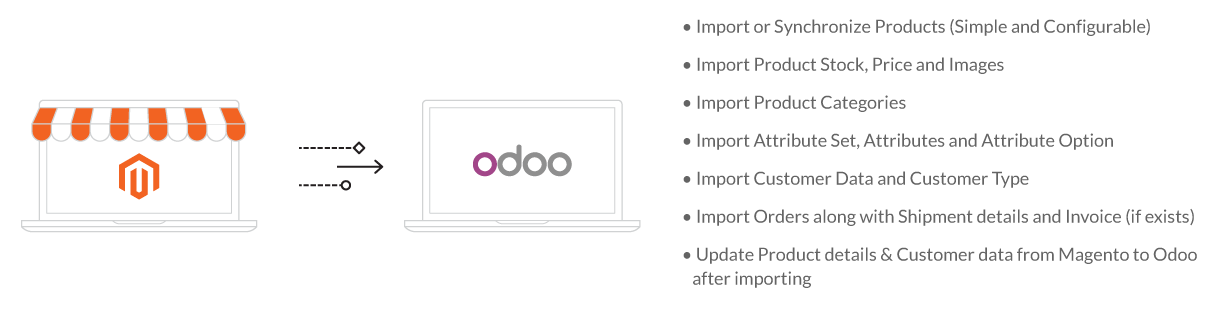 odoo
• Import or Synchronize Products (Simple and Configurable)
• Import Product Stock, Price and Images
• Import Product Categories
• Import Attribute Set, Attributes and Attribute Option
• Import Customer Data and Customer Type
• Import Orders along with Shipment details and Invoice (if exists)
• Update Product details & Customer data from Magento to Odoo
after importing